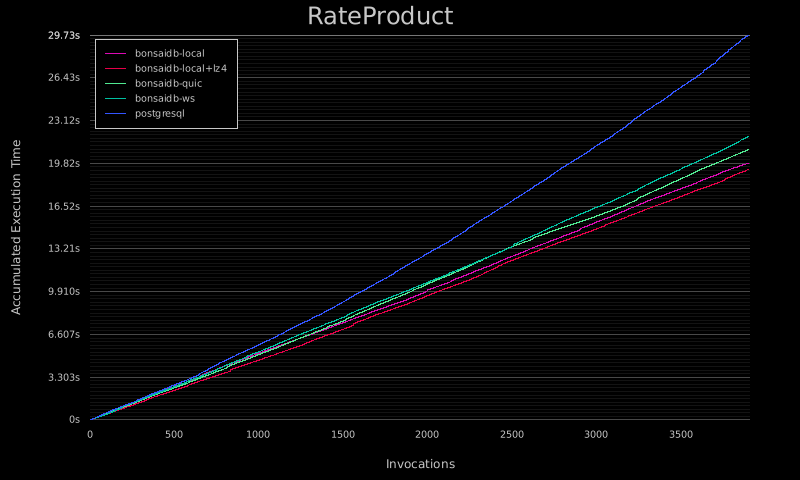 RateProduct
29.73s
26.43s
23.12s
19.82s
16.52s
13.21s
9.910s
6.607s
3.303s
0s
bonsaidb-local
bonsaidb-local+lz4
bonsaidb-quic
bonsaidb-ws
postgresql
Accumulated Execution Time
0 500 1000 1500 2000 2500 3000 3500
Invocations